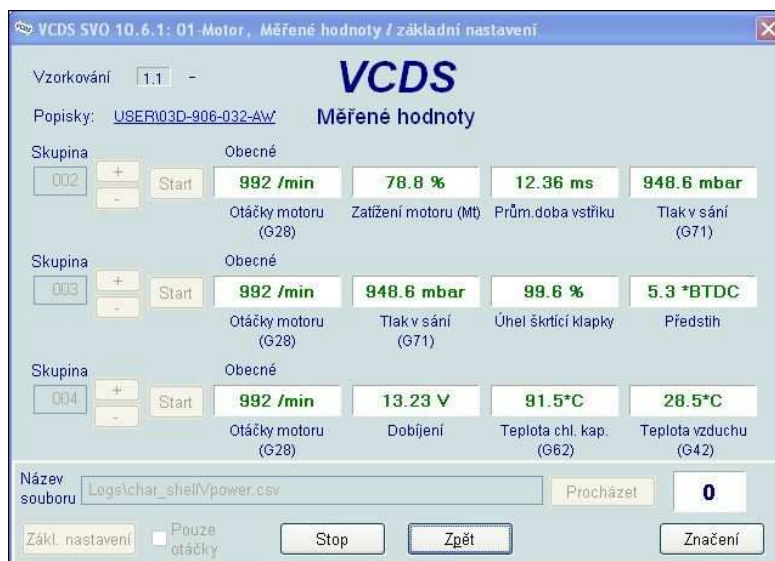 VCDS SVO 10.6.1: 01-Motor, Měřené hodnoty / základní nastavení
Vzorkování 1.1 -
VCDS
Popisky: USER\03D-906-032-AW*
Měřené hodnoty
Skupina Obecné
002 + - Start 992 /min 78.8 % 12.36 ms 948.6 mbar
Otáčky motoru Zatížení motoru (Mt) Prům.doba vstřiku Tlak v sání
(G28) (G71)
Skupina Obecné
003 + - Start 992 /min 948.6 mbar 99.6 % 5.3 *BTDC
Otáčky motoru Tlak v sání Úhel škrtící klapky Předstih
(G28) (G71)
Skupina Obecné
004 + - Start 992 /min 13.23 V 91.5*C 28.5*C
Otáčky motoru Dobíjení Teplota chl. kap. Teplota vzduchu
(G28) (G62) (G42)
Název
souboru Logs\char_shellVpower.csv Procházet 0
Zákl. nastavení Pouze
otáčky Stop Zpět Značení